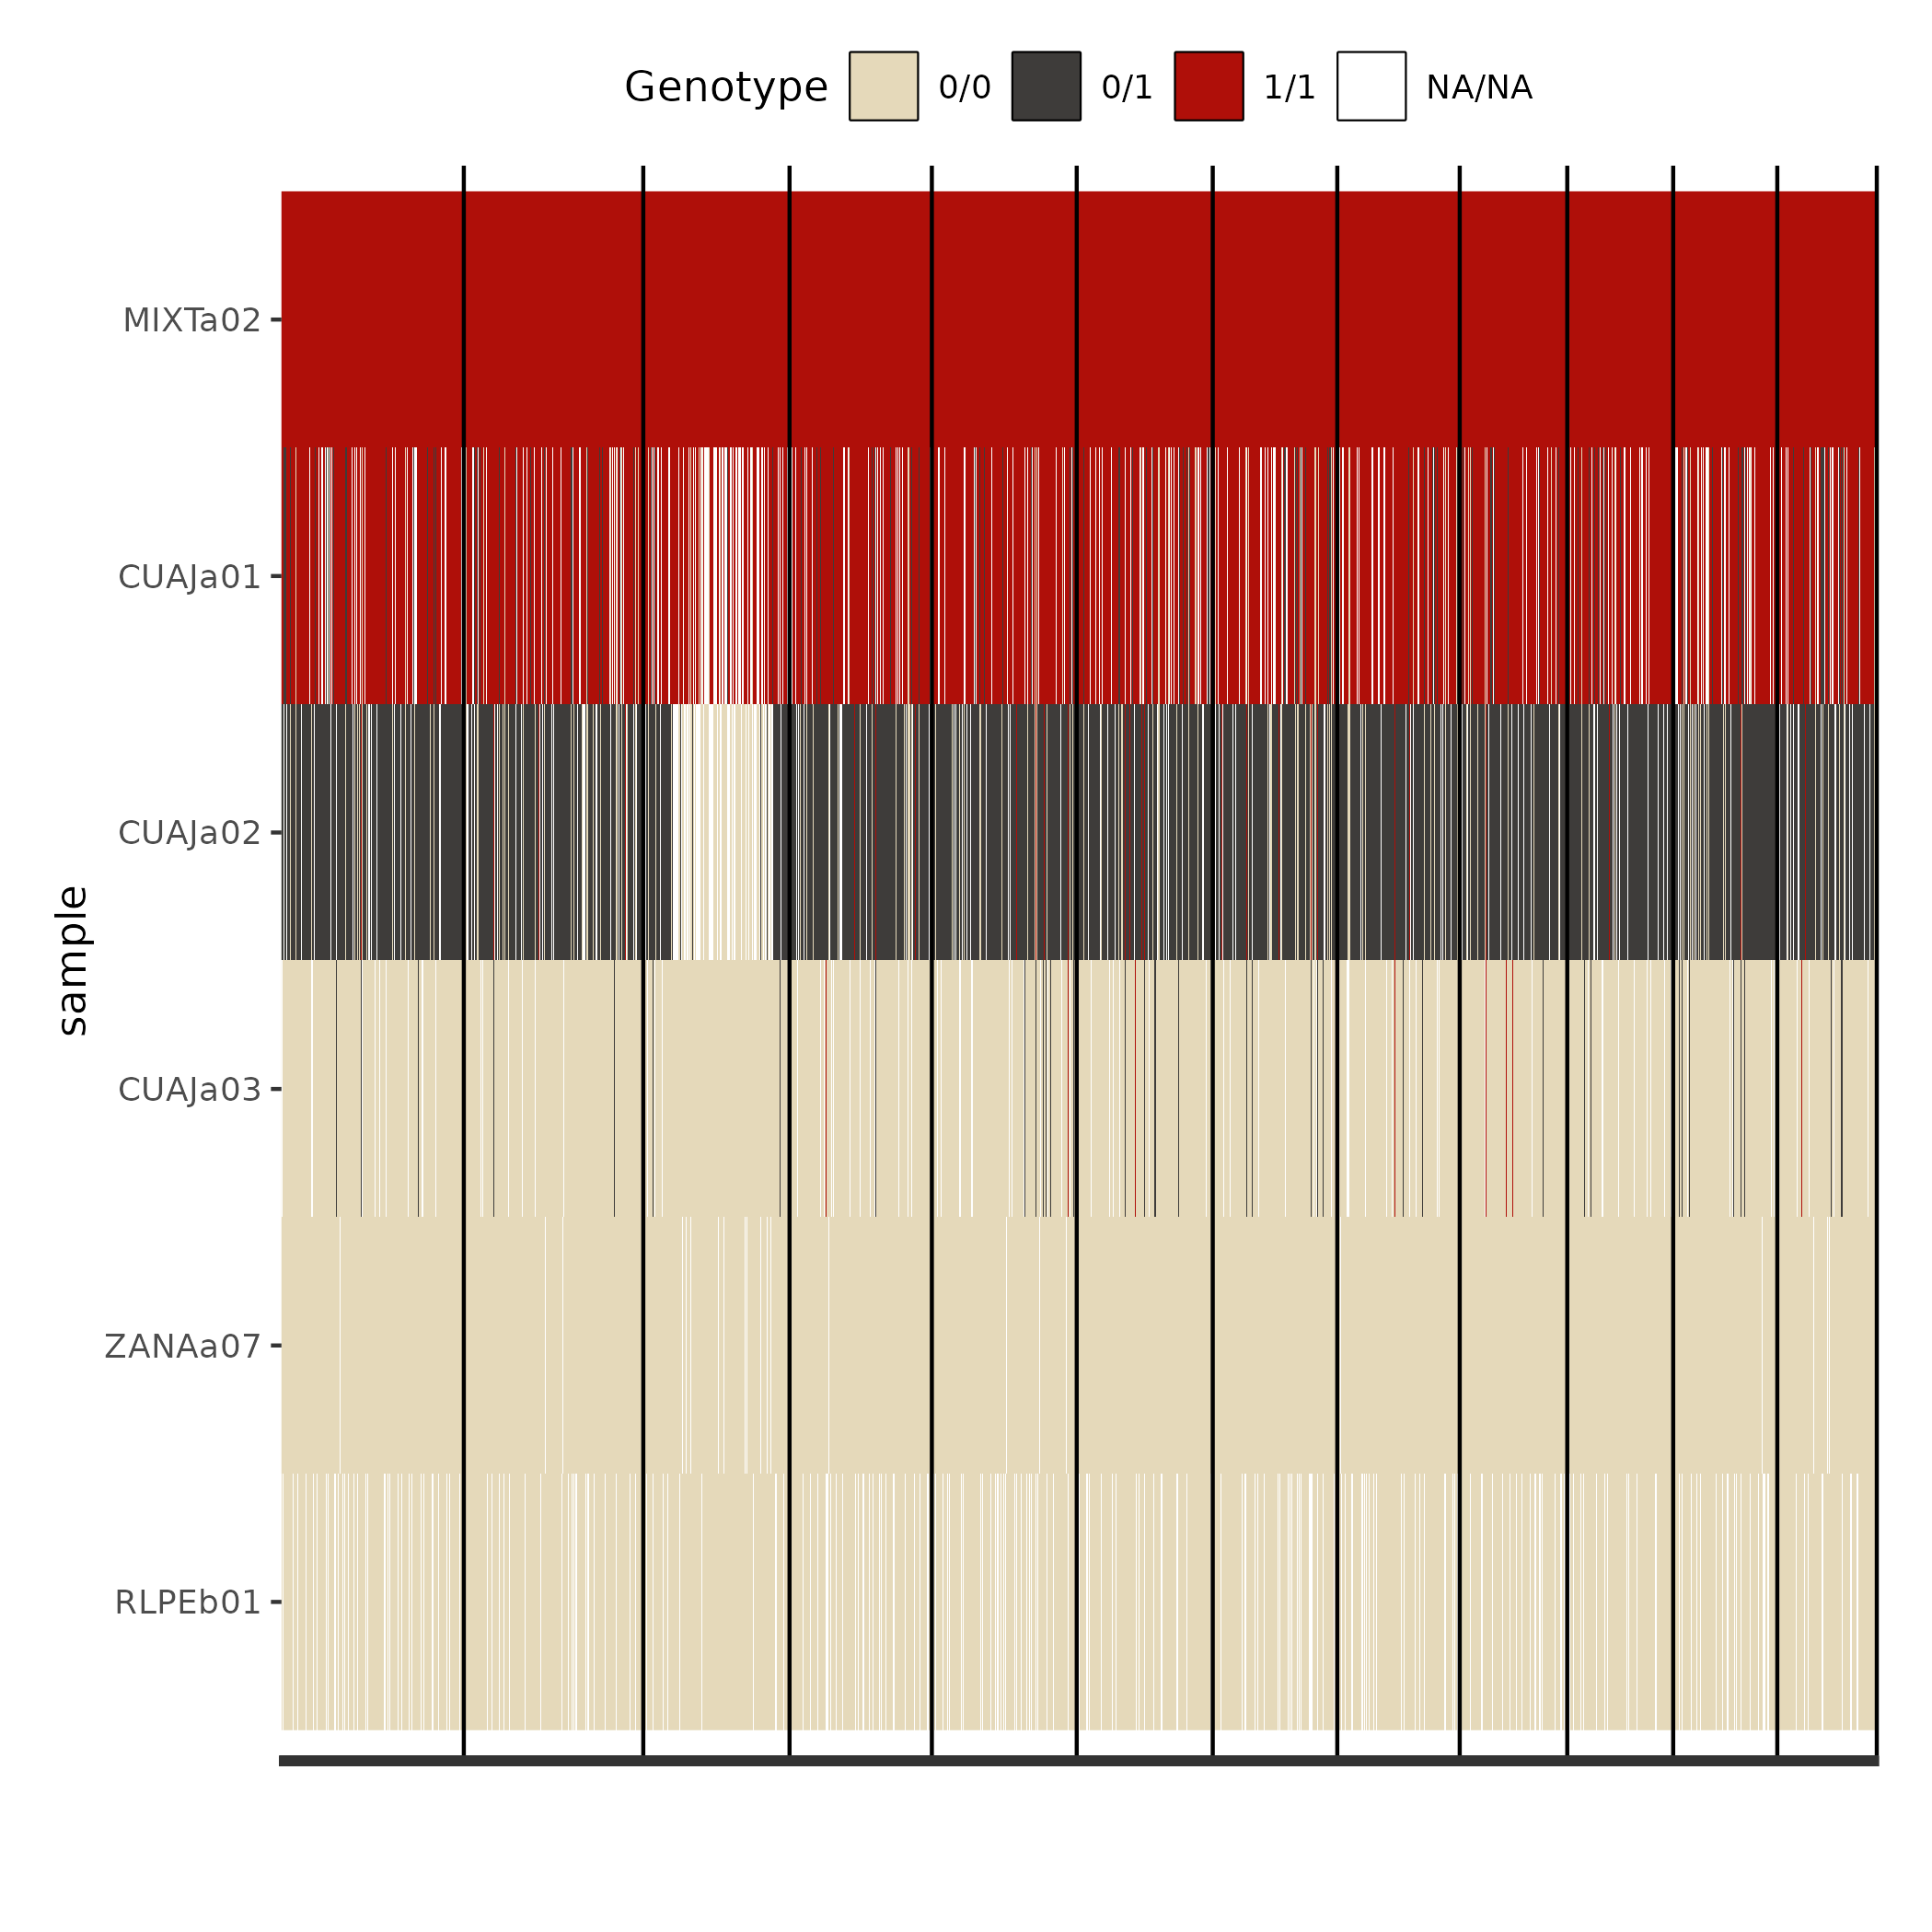 Genotype 0/0 0/1 1/1 NA/NA
MIXTa02
CUAJa01
CUAJa02
sample
CUAJa03
ZANAa07
RLPEb01